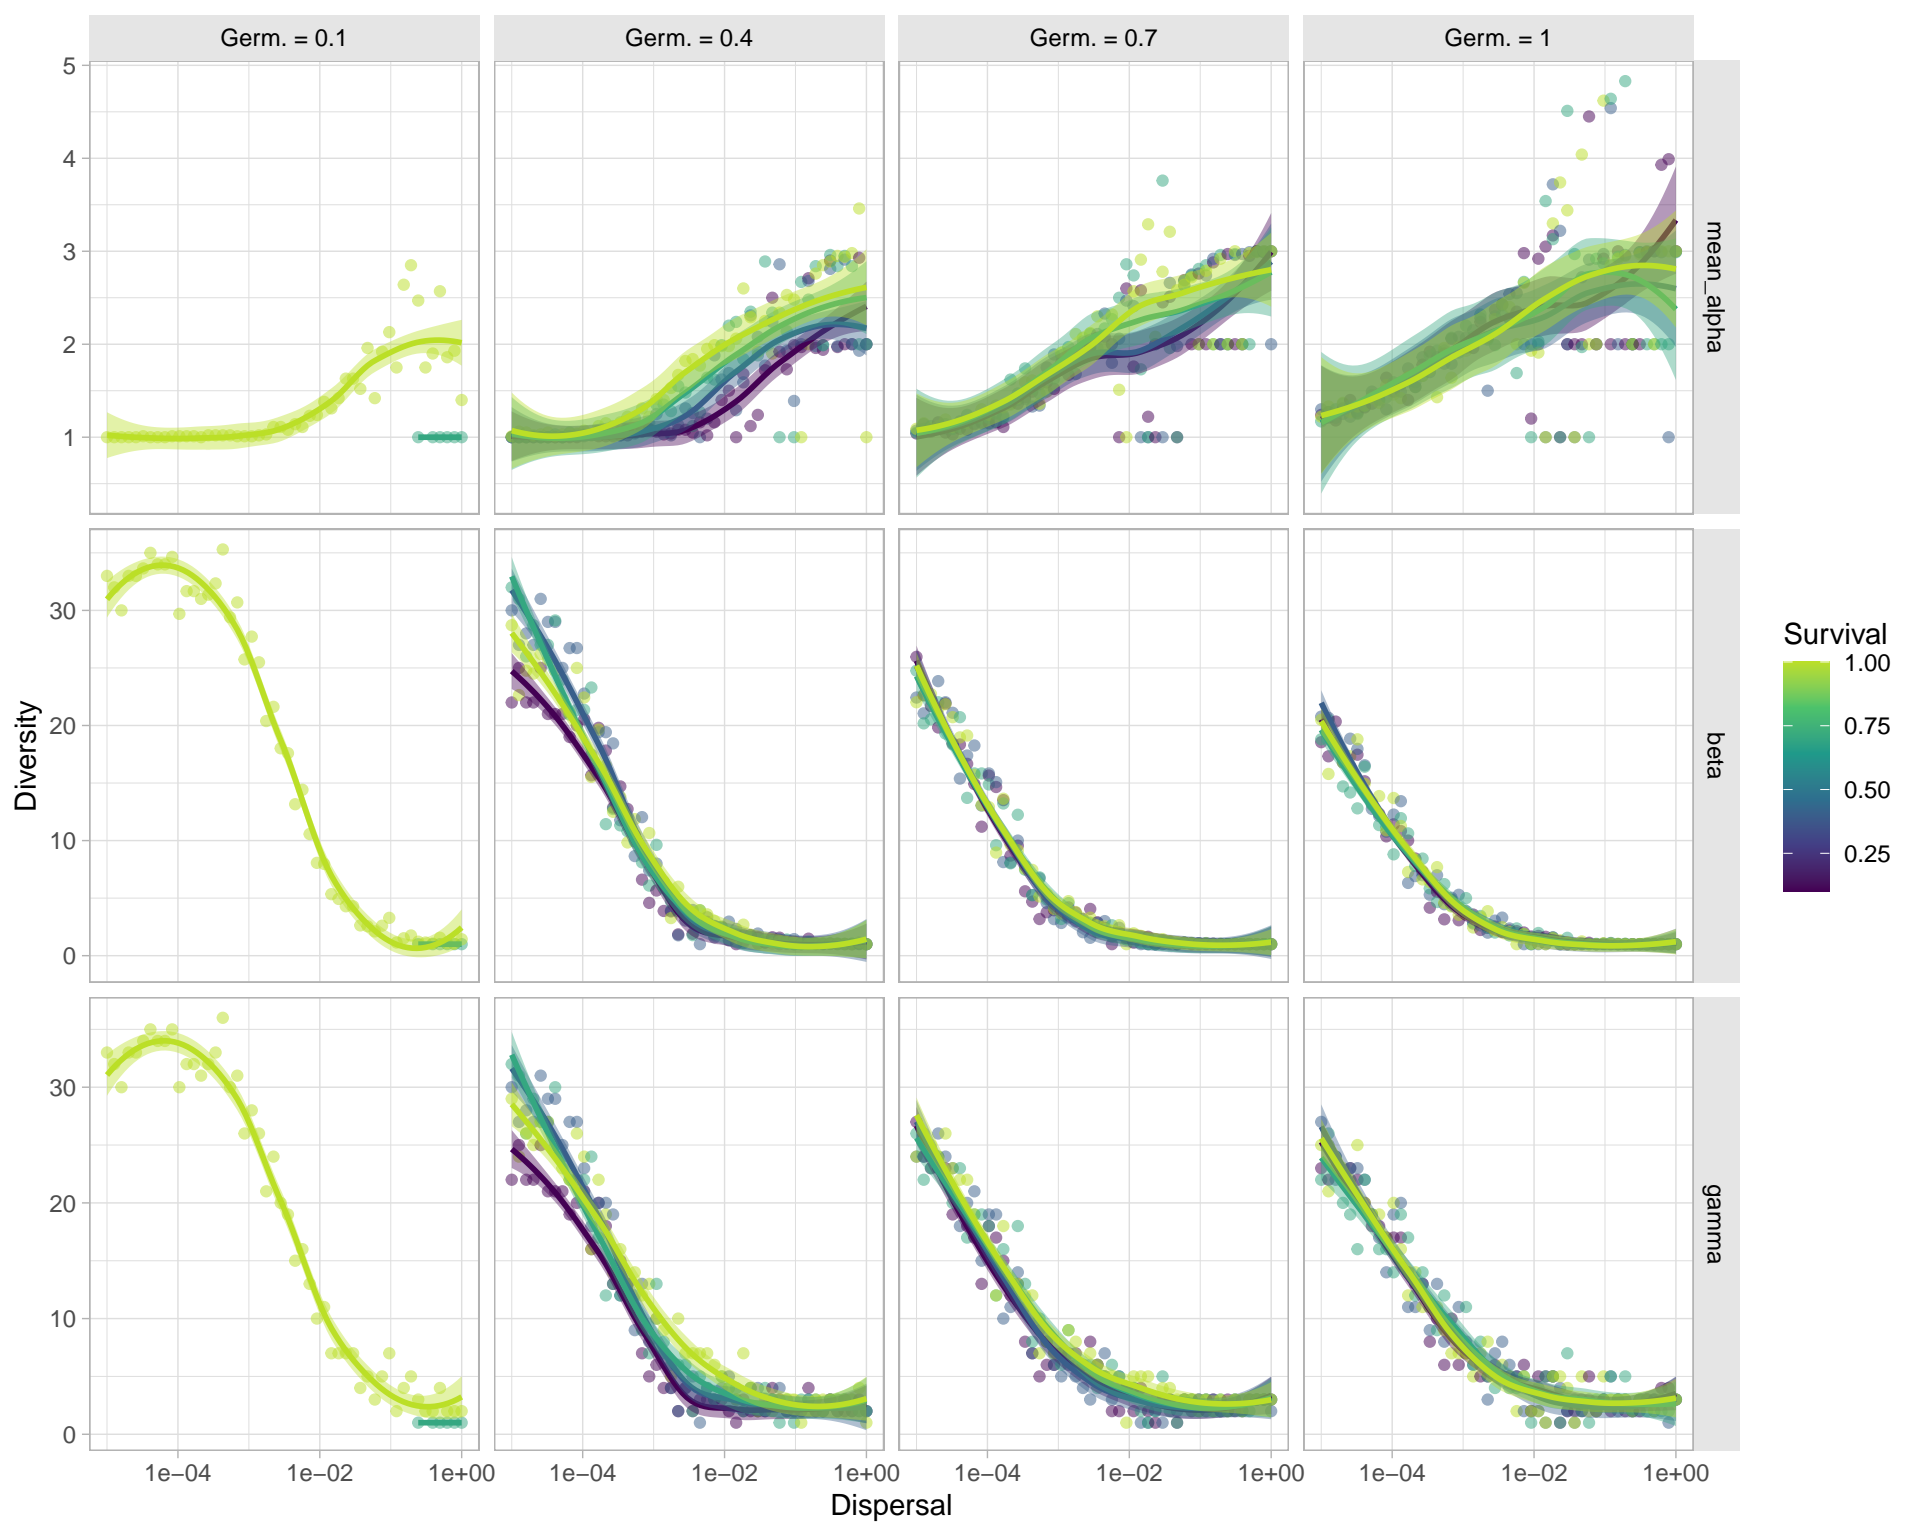 Germ. = 0.1 Germ. = 0.4 Germ. = 0.7 Germ. = 1
5
4
3
2
1
mean_alpha
30
20
10
0
beta
30
20
10
0
gamma
1e−04 1e−02 1e+00 1e−04 1e−02 1e+00 1e−04 1e−02 1e+00 1e−04 1e−02 1e+00
Dispersal
Diversity
Survival
1.00
0.75
0.50
0.25